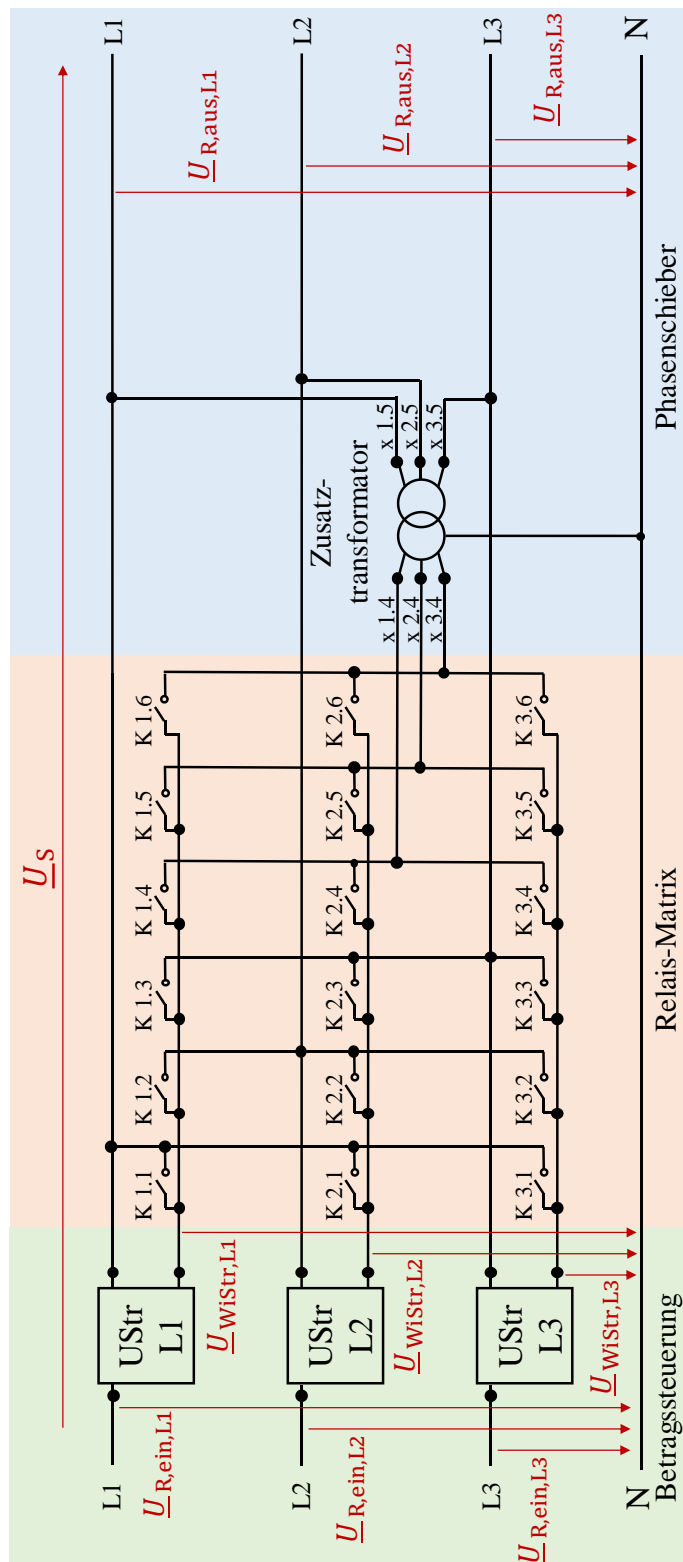 U_S
L1
U_R,ein,L1
UStr
L1
U_WiStr,L1
K 1.1
K 1.2
K 1.3
K 1.4
K 1.5
K 1.6
L1
U_R,aus,L1
L2
U_R,ein,L2
UStr
L2
U_WiStr,L2
K 2.1
K 2.2
K 2.3
K 2.4
K 2.5
K 2.6
Zusatz-
transformator
L2
U_R,aus,L2
x 1.4
x 2.4
x 3.4
x 1.5
x 2.5
x 3.5
L3
U_R,ein,L3
UStr
L3
U_WiStr,L3
K 3.1
K 3.2
K 3.3
K 3.4
K 3.5
K 3.6
L3
U_R,aus,L3
N
N
Betragssteuerung
Relais-Matrix
Phasenschieber